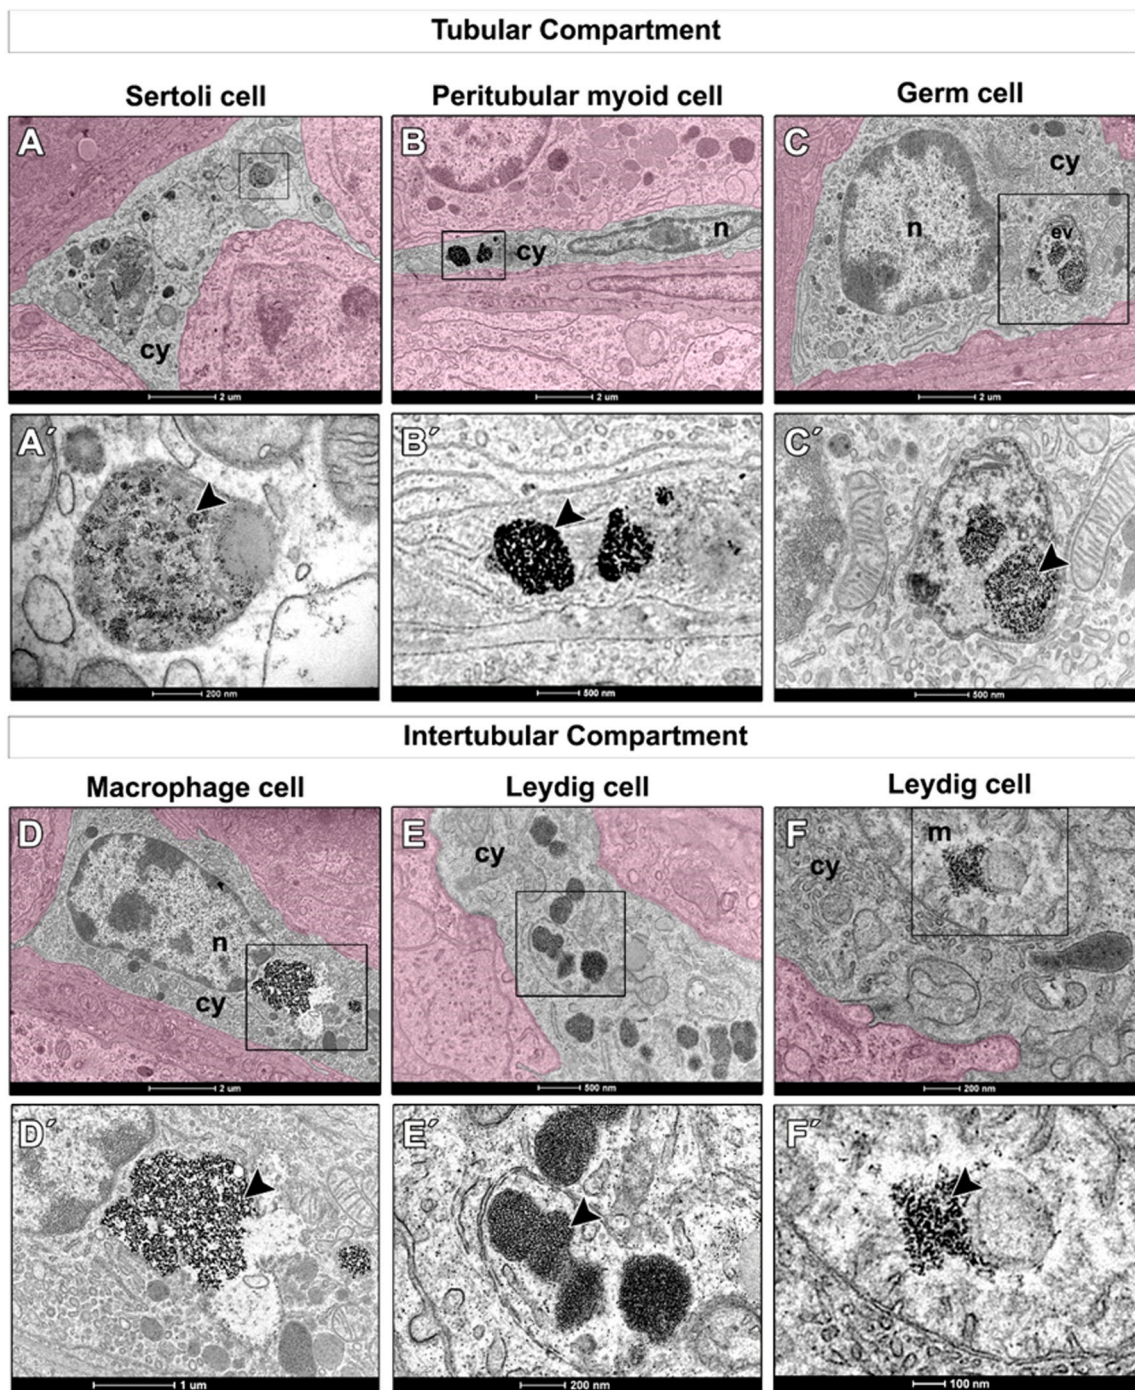 Tubular Compartment
Sertoli cell
Peritubular myoid cell
Germ cell
A
B
C
cy
n
ev
cy
n
cy
2 um
2 um
2 um
A´
B´
C´
200 nm
500 nm
500 nm
Intertubular Compartment
Macrophage cell
Leydig cell
Leydig cell
D
E
F
m
cy
cy
n
cy
2 um
500 nm
200 nm
D´
E´
F´
1 um
200 nm
100 nm